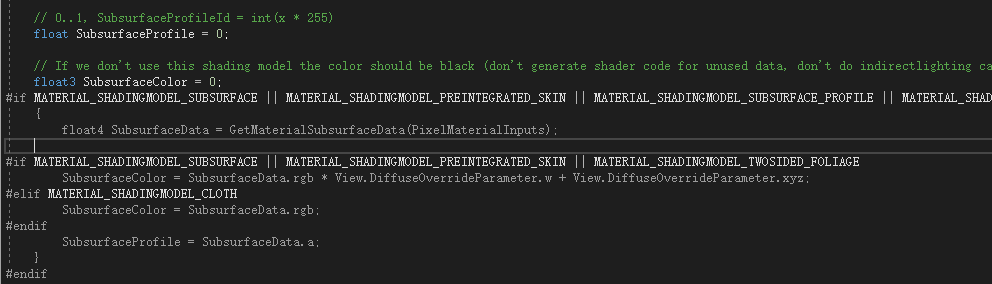 // 0..1, SubsurfaceProfileId = int(x * 255)
float SubsurfaceProfile = 0;
// If we don't use this shading model the color should be black (don't generate shader code for unused data, don't do indirectlighting ca
float3 SubsurfaceColor = 0;
#if MATERIAL_SHADINGMODEL_SUBSURFACE || MATERIAL_SHADINGMODEL_PREINTEGRATED_SKIN || MATERIAL_SHADINGMODEL_SUBSURFACE_PROFILE || MATERIAL_SHAD
{
float4 SubsurfaceData = GetMaterialSubsurfaceData(PixelMaterialInputs);
#if MATERIAL_SHADINGMODEL_SUBSURFACE || MATERIAL_SHADINGMODEL_PREINTEGRATED_SKIN || MATERIAL_SHADINGMODEL_TWOSIDED_FOLIAGE
SubsurfaceColor = SubsurfaceData.rgb * View.DiffuseOverrideParameter.w + View.DiffuseOverrideParameter.xyz;
#elif MATERIAL_SHADINGMODEL_CLOTH
SubsurfaceColor = SubsurfaceData.rgb;
#endif
SubsurfaceProfile = SubsurfaceData.a;
}
#endif